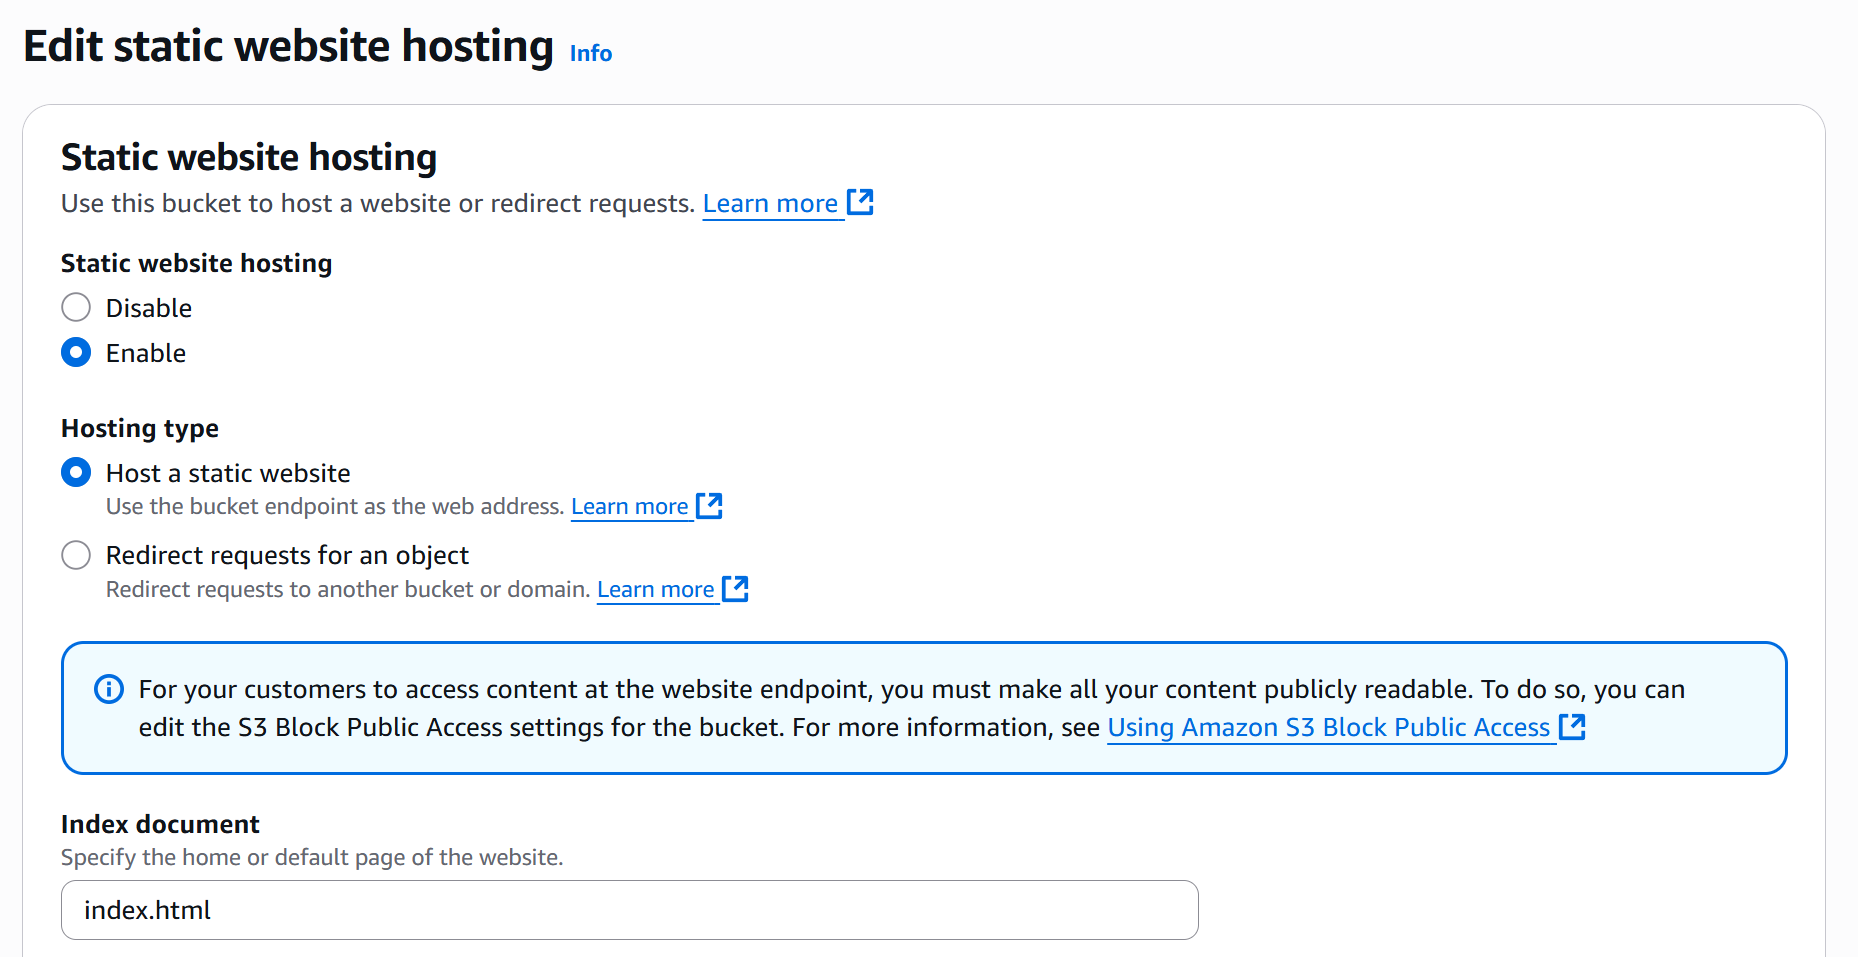 Edit static website hosting Info
Static website hosting
Use this bucket to host a website or redirect requests. Learn more
Static website hosting
Disable
Enable
Hosting type
Host a static website
Use the bucket endpoint as the web address. Learn more
Redirect requests for an object
Redirect requests to another bucket or domain. Learn more
For your customers to access content at the website endpoint, you must make all your content publicly readable. To do so, you can
edit the S3 Block Public Access settings for the bucket. For more information, see Using Amazon S3 Block Public Access
Index document
Specify the home or default page of the website.
index.html